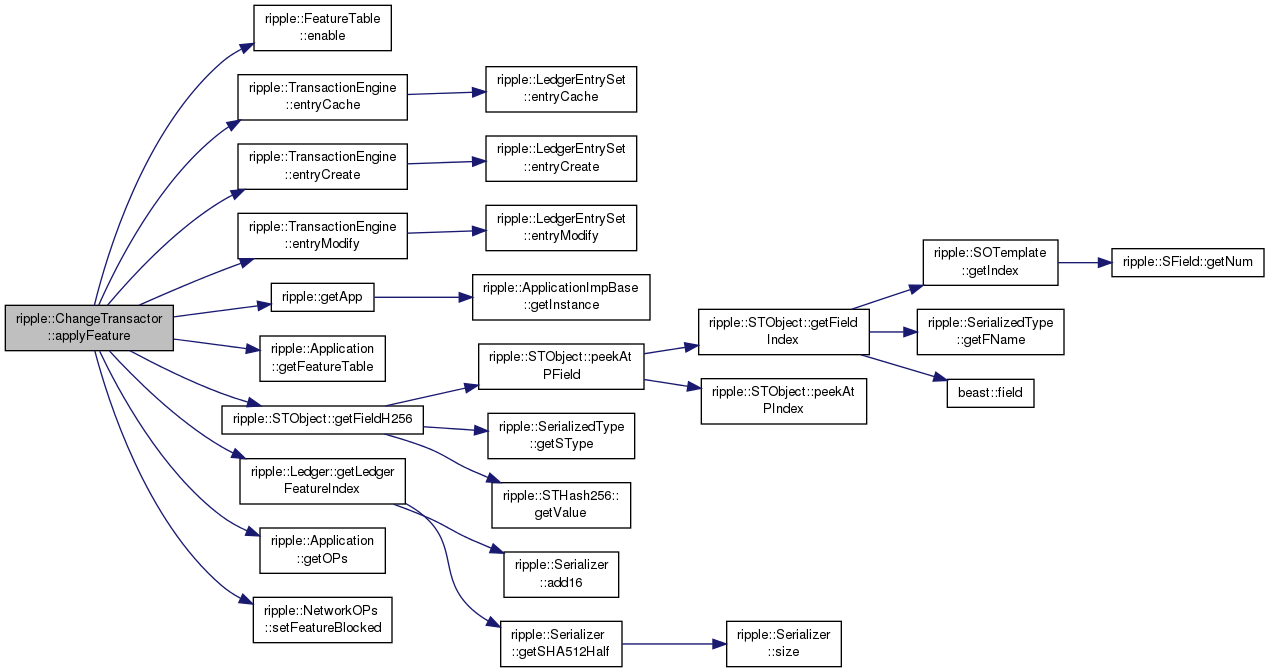 ripple::ChangeTransactor
::applyFeature
ripple::FeatureTable
::enable
ripple::TransactionEngine
::entryCache
ripple::LedgerEntrySet
::entryCache
ripple::TransactionEngine
::entryCreate
ripple::LedgerEntrySet
::entryCreate
ripple::TransactionEngine
::entryModify
ripple::LedgerEntrySet
::entryModify
ripple::getApp
ripple::ApplicationImpBase
::getInstance
ripple::Application
::getFeatureTable
ripple::STObject::getFieldH256
ripple::STObject::peekAt
PField
ripple::STObject::getField
Index
ripple::SOTemplate
::getIndex
ripple::SField::getNum
ripple::SerializedType
::getFName
beast::field
ripple::STObject::peekAt
PIndex
ripple::SerializedType
::getSType
ripple::STHash256::
getValue
ripple::Ledger::getLedger
FeatureIndex
ripple::Serializer
::add16
ripple::Serializer
::getSHA512Half
ripple::Serializer
::size
ripple::Application
::getOPs
ripple::NetworkOPs
::setFeatureBlocked